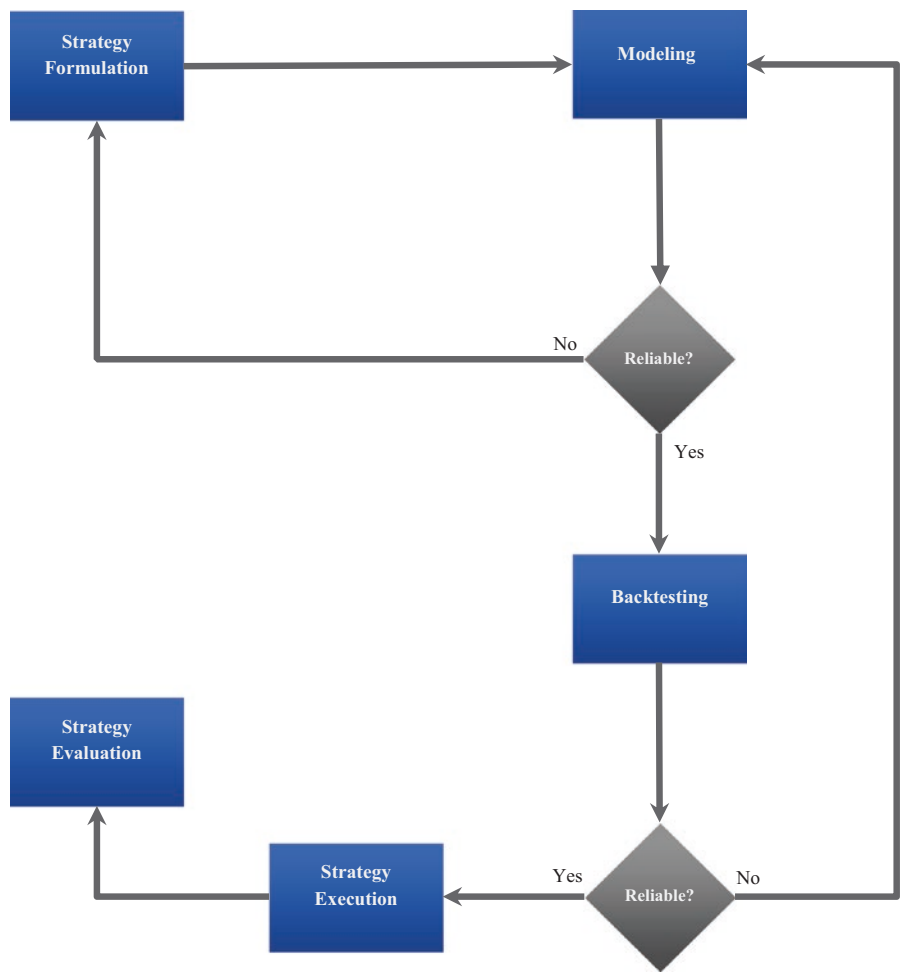 Strategy
Formulation
Modeling
No
Reliable?
Yes
Backtesting
Strategy
Evaluation
Strategy
Execution
Yes
Reliable?
No